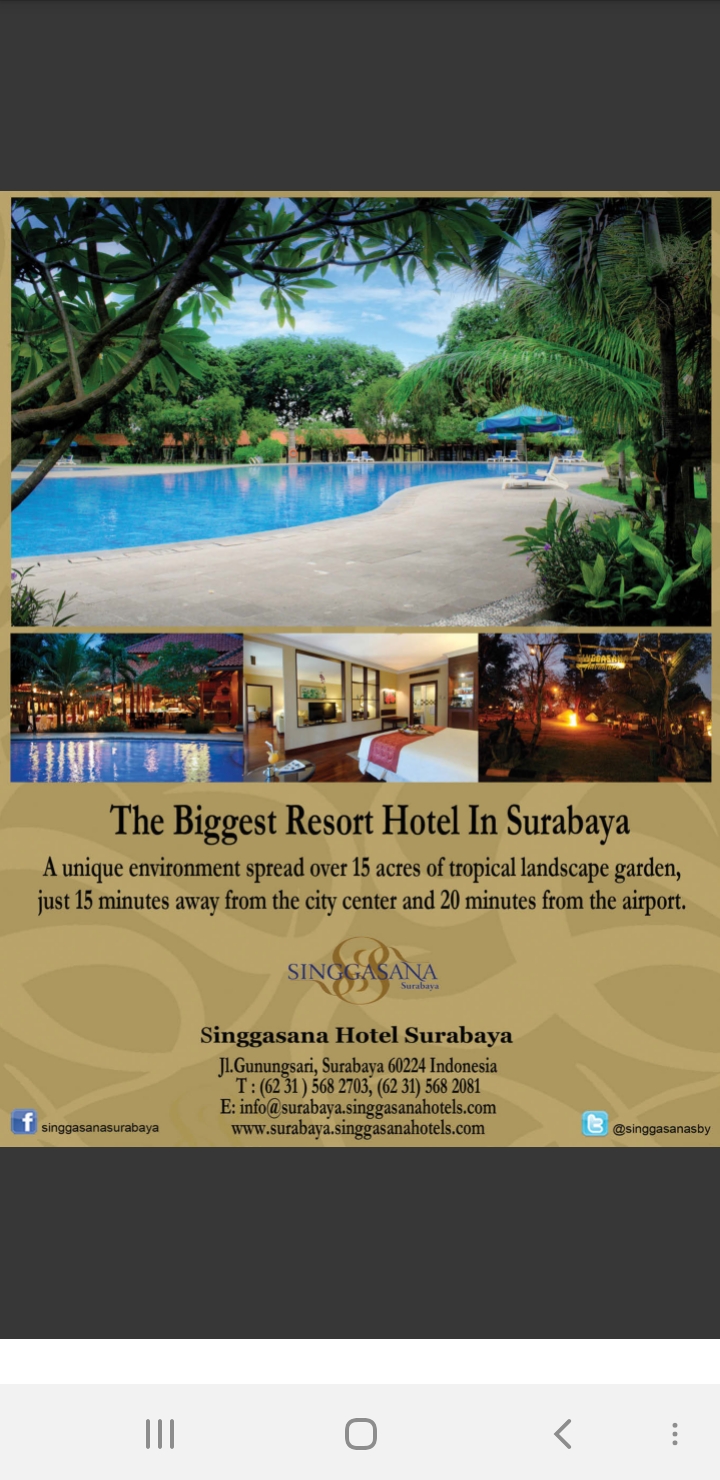 The Biggest Resort Hotel In Surabaya
A unique environment spread over 15 acres of tropical landscape garden,
just 15 minutes away from the city center and 20 minutes from the airport.
SINGGASANA
Surabaya
Singgasana Hotel Surabaya
Jl.Gunungsari, Surabaya 60224 Indonesia
T : (62 31 ) 568 2703, (62 31) 568 2081
E: info@surabaya.singgasanahotels.com
www.surabaya.singgasanahotels.com
singgasanasurabaya
@singgasanasby